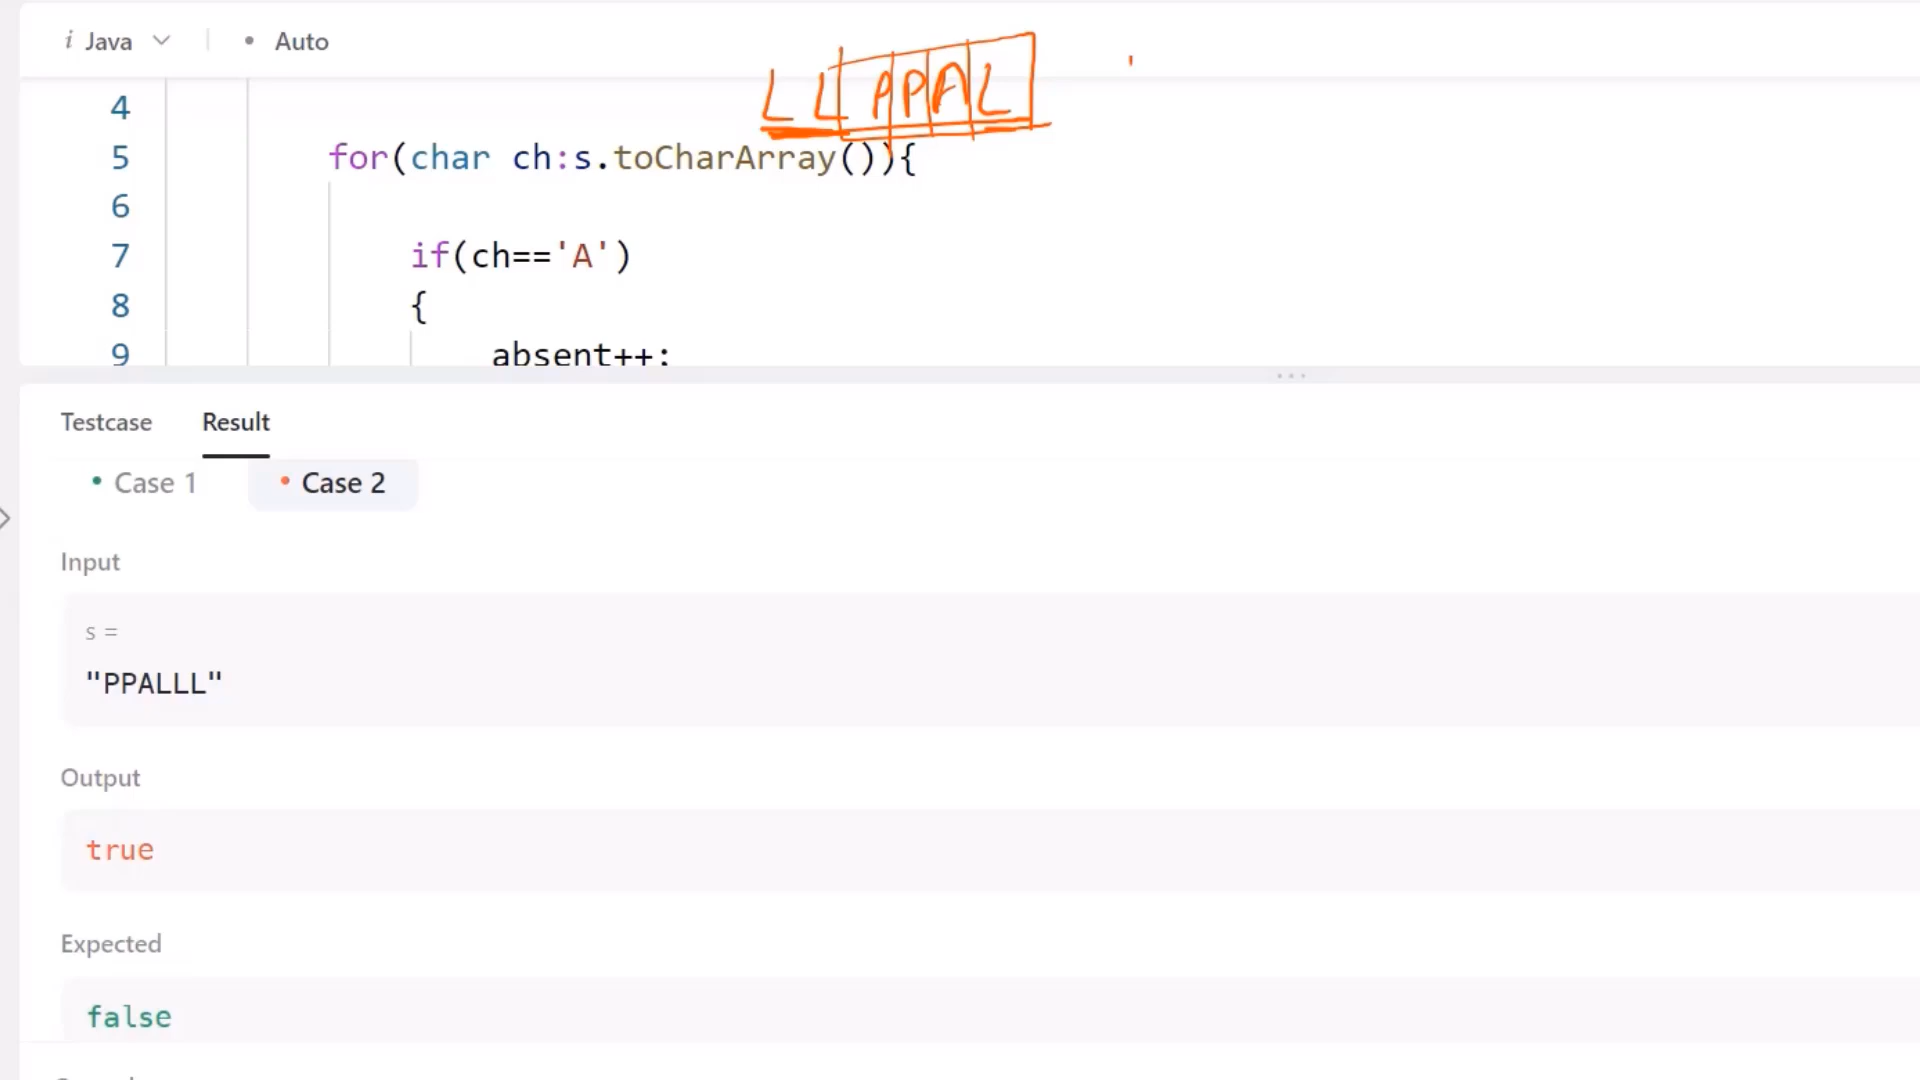 i Java • Auto
L L PPAL
4
5 for(char ch:s.toCharArray()){
6
7 if(ch=='A')
8 {
9 absent++;
Testcase Result
• Case 1 • Case 2
Input
s =
"PPALLL"
Output
true
Expected
false